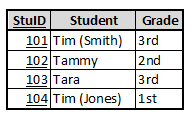 StuID Student Grade
101 Tim (Smith) 3rd
102 Tammy 2nd
103 Tara 3rd
104 Tim (Jones) 1st